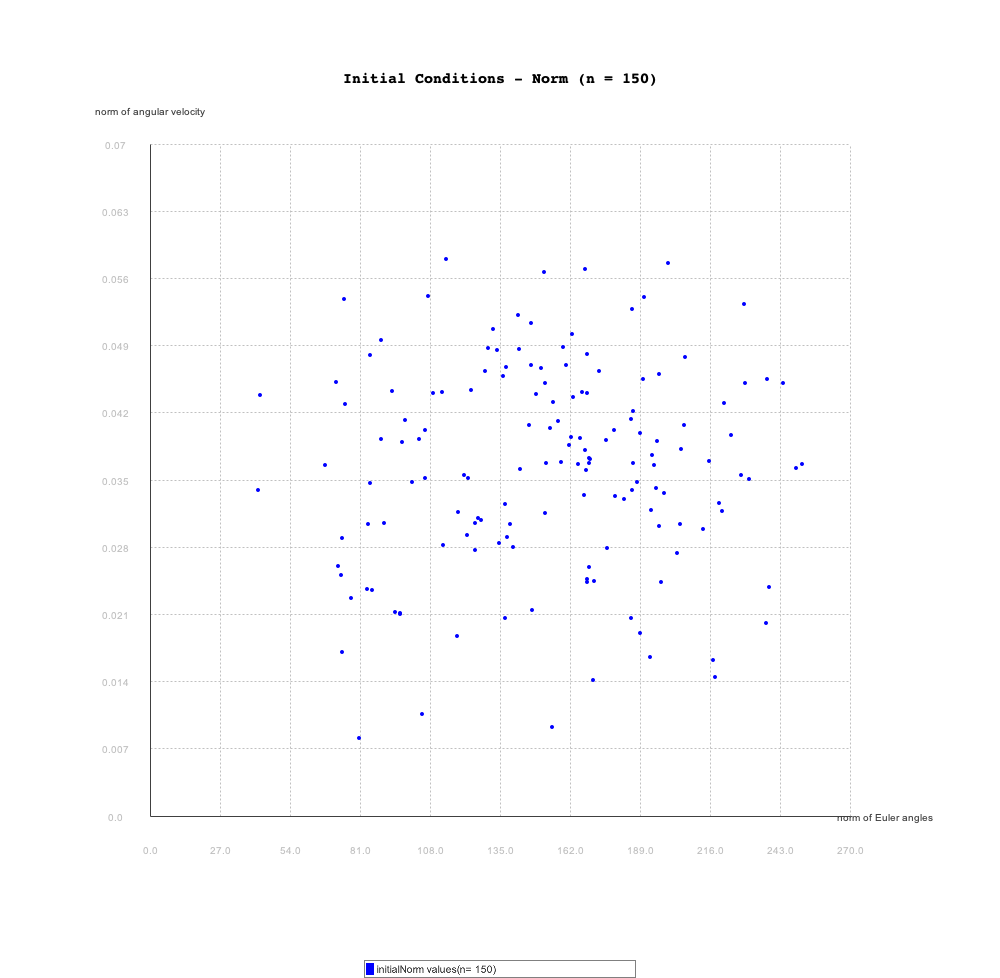 Initial Conditions - Norm (n = 150)
norm of angular velocity
0.07
0.063
0.056
0.049
0.042
0.035
0.028
0.021
0.014
0.007
0.0
norm of Euler angles
0.0 27.0 54.0 81.0 108.0 135.0 162.0 189.0 216.0 243.0 270.0
initialNorm values(n= 150)